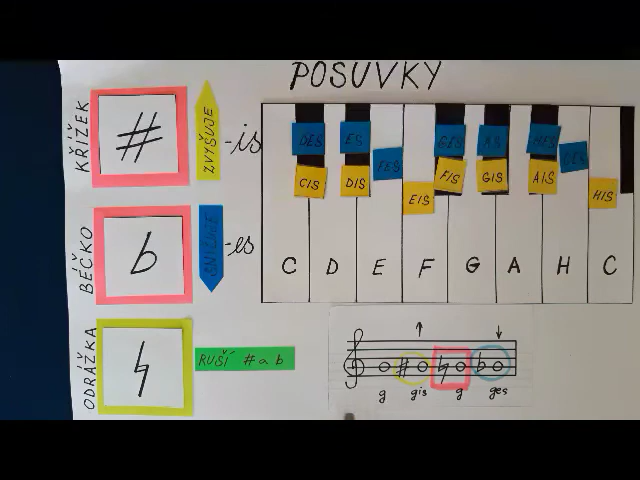 POSUVKY
KŘÍŽEK
#
ZVYŠUJE
-is
BÉČKO
b
SNIŽUJE
-es
ODRÁŽKA
RUŠÍ # a b
DES ES FES GES AS HES CES
CIS DIS EIS FIS GIS AIS HIS
C D E F G A H C
g gis g ges